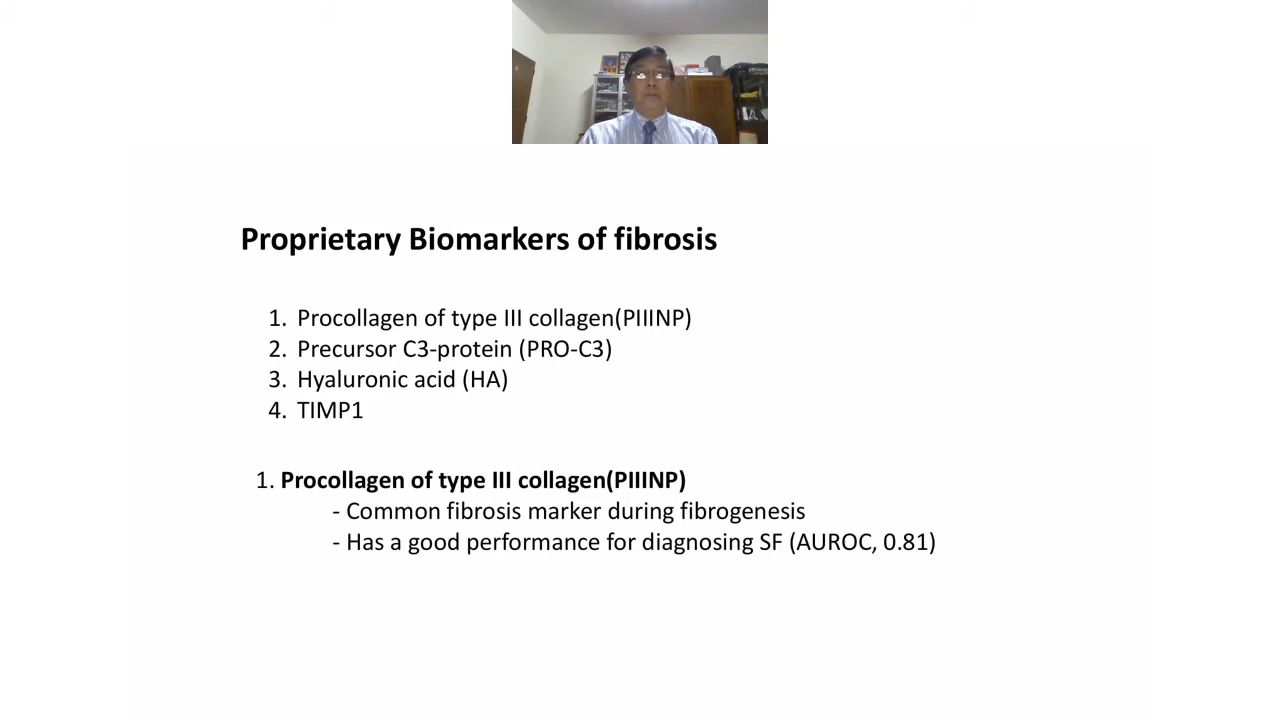 Proprietary Biomarkers of fibrosis
1. Procollagen of type III collagen(PIIINP)
2. Precursor C3-protein (PRO-C3)
3. Hyaluronic acid (HA)
4. TIMP1
1. Procollagen of type III collagen(PIIINP)
- Common fibrosis marker during fibrogenesis
- Has a good performance for diagnosing SF (AUROC, 0.81)